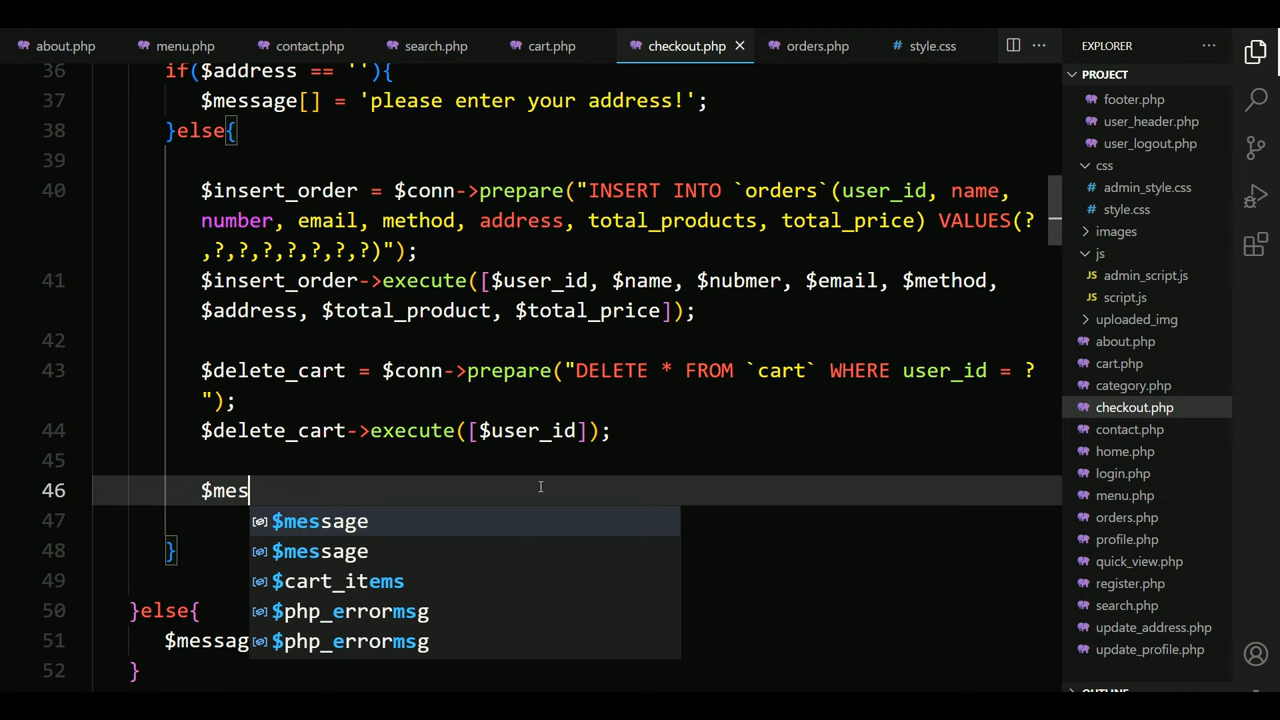 about.php menu.php contact.php search.php cart.php checkout.php orders.php style.css EXPLORER
PROJECT
36 if($address == ''){
37 $message[] = 'please enter your address!';
38 }else{
39
40 $insert_order = $conn->prepare("INSERT INTO `orders`(user_id, name,
number, email, method, address, total_products, total_price) VALUES(?
,?,?,?,?,?,?,?)");
41 $insert_order->execute([$user_id, $name, $nubmer, $email, $method,
$address, $total_product, $total_price]);
42
43 $delete_cart = $conn->prepare("DELETE * FROM `cart` WHERE user_id = ?
");
44 $delete_cart->execute([$user_id]);
45
46 $mes
$message
47 $message
48 }
$cart_items
49
50 }else{
$php_errormsg
51 $messag
$php_errormsg
52 }
footer.php
user_header.php
user_logout.php
css
admin_style.css
style.css
images
js
admin_script.js
script.js
uploaded_img
about.php
cart.php
category.php
checkout.php
contact.php
home.php
login.php
menu.php
orders.php
profile.php
quick_view.php
register.php
search.php
update_address.php
update_profile.php